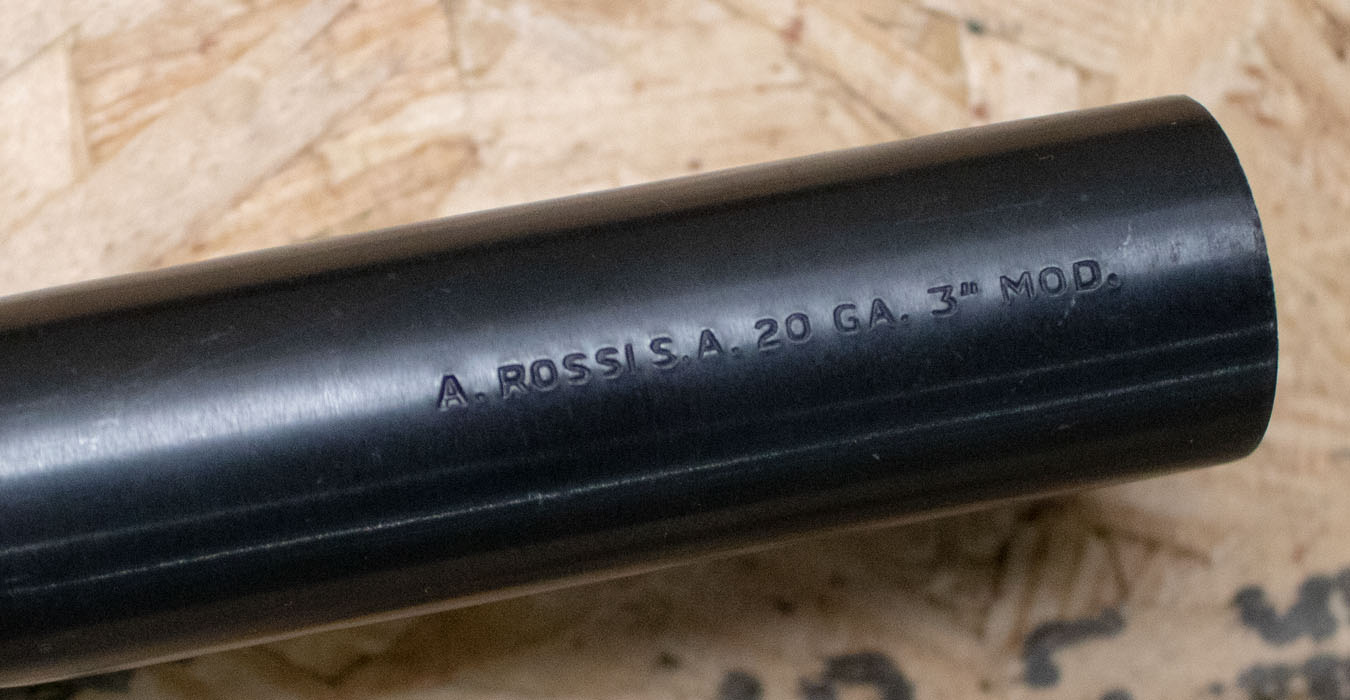 A. ROSSI S.A. 20 GA. 3" MOD.